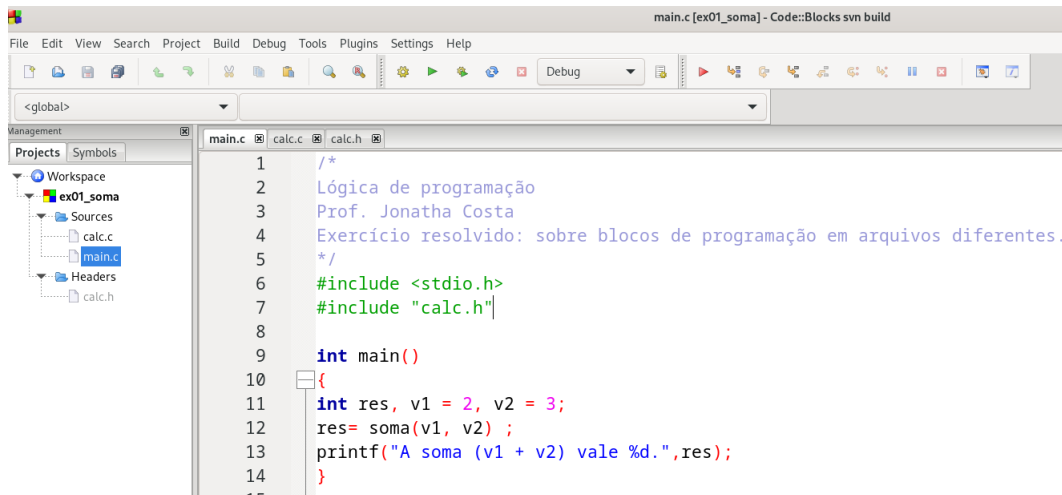 main.c [ex01_soma] - Code::Blocks svn build
File Edit View Search Project Build Debug Tools Plugins Settings Help
Debug
<global>
Management
main.c calc.c calc.h
Projects Symbols
Workspace
ex01_soma
Sources
calc.c
main.c
Headers
calc.h
1 /*
2 Lógica de programação
3 Prof. Jonatha Costa
4 Exercício resolvido: sobre blocos de programação em arquivos diferentes.
5 */
6 #include <stdio.h>
7 #include "calc.h"
8
9 int main()
10 {
11 int res, v1 = 2, v2 = 3;
12 res= soma(v1, v2) ;
13 printf("A soma (v1 + v2) vale %d.",res);
14 }